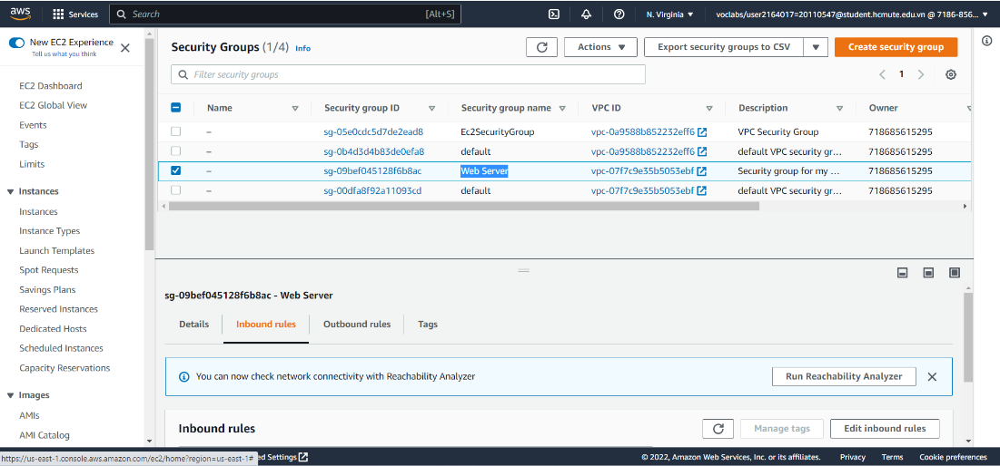 aws Services Search [Alt+S] N. Virginia ▼ voclabs/user2164017=20110547@student.hcmute.edu.vn @ 7186-856... ▼
New EC2 Experience
Tell us what you think
EC2 Dashboard
EC2 Global View
Events
Tags
Limits
Instances
Instances
Instance Types
Launch Templates
Spot Requests
Savings Plans
Reserved Instances
Dedicated Hosts
Scheduled Instances
Capacity Reservations
Images
AMIs
AMI Catalog
Security Groups (1/4) Info Actions ▼ Export security groups to CSV ▼ Create security group
Filter security groups 1
Name Security group ID Security group name VPC ID Description Owner
– sg-05e0cdc5d7de2ead8 Ec2SecurityGroup vpc-0a9588b852232eff6 VPC Security Group 718685615295
– sg-0b4d3d4b83de0efa8 default vpc-0a9588b852232eff6 default VPC security gr... 718685615295
– sg-09bef045128f6b8ac Web Server vpc-07f7c9e35b5053ebf Security group for my ... 718685615295
– sg-00dfa8f92a11093cd default vpc-07f7c9e35b5053ebf default VPC security gr... 718685615295
sg-09bef045128f6b8ac - Web Server
Details Inbound rules Outbound rules Tags
You can now check network connectivity with Reachability Analyzer Run Reachability Analyzer
Inbound rules Manage tags Edit inbound rules
https://us-east-1.console.aws.amazon.com/ec2/home?region=us-east-1# ed Settings © 2022, Amazon Web Services, Inc. or its affiliates. Privacy Terms Cookie preferences